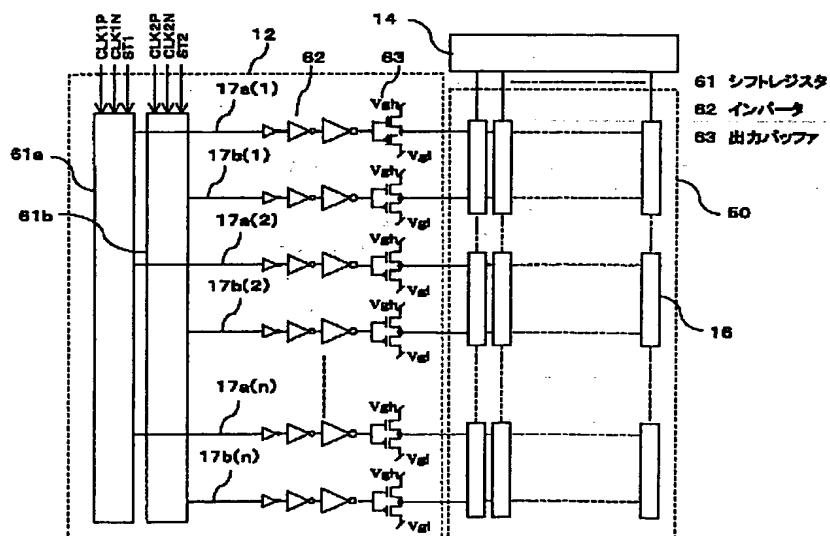 CLK1P
CLK1N
ST1
CLK2P
CLK2N
ST2
12
62
63
14
61 シフトレジスタ
62 インバータ
63 出力バッファ
17a(1)
Vgh
Vgl
61a
17b(1)
Vgh
Vgl
50
61b
17a(2)
Vgh
Vgl
17b(2)
Vgh
Vgl
16
17a(n)
Vgh
Vgl
17b(n)
Vgh
Vgl